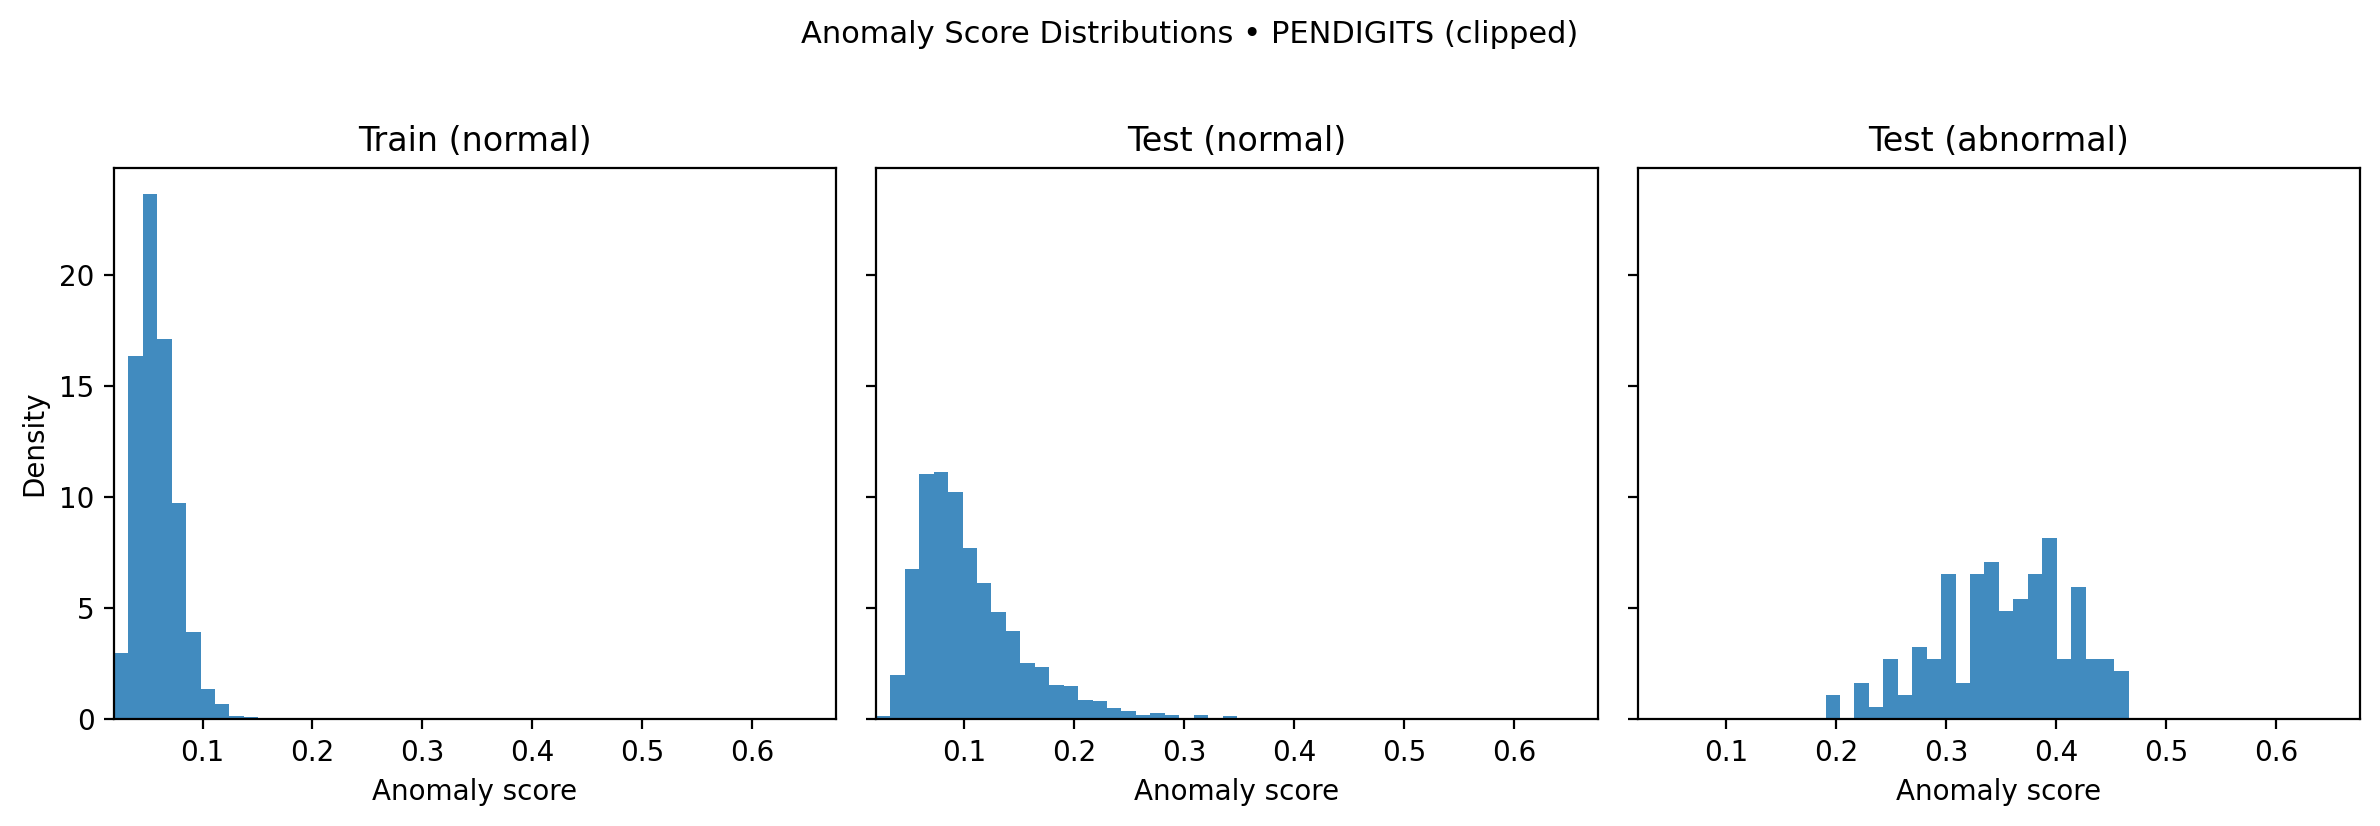 Anomaly Score Distributions • PENDIGITS (clipped)
Train (normal)
Test (normal)
Test (abnormal)
Density
20
15
10
5
0
0.1 0.2 0.3 0.4 0.5 0.6
0.1 0.2 0.3 0.4 0.5 0.6
0.1 0.2 0.3 0.4 0.5 0.6
Anomaly score
Anomaly score
Anomaly score